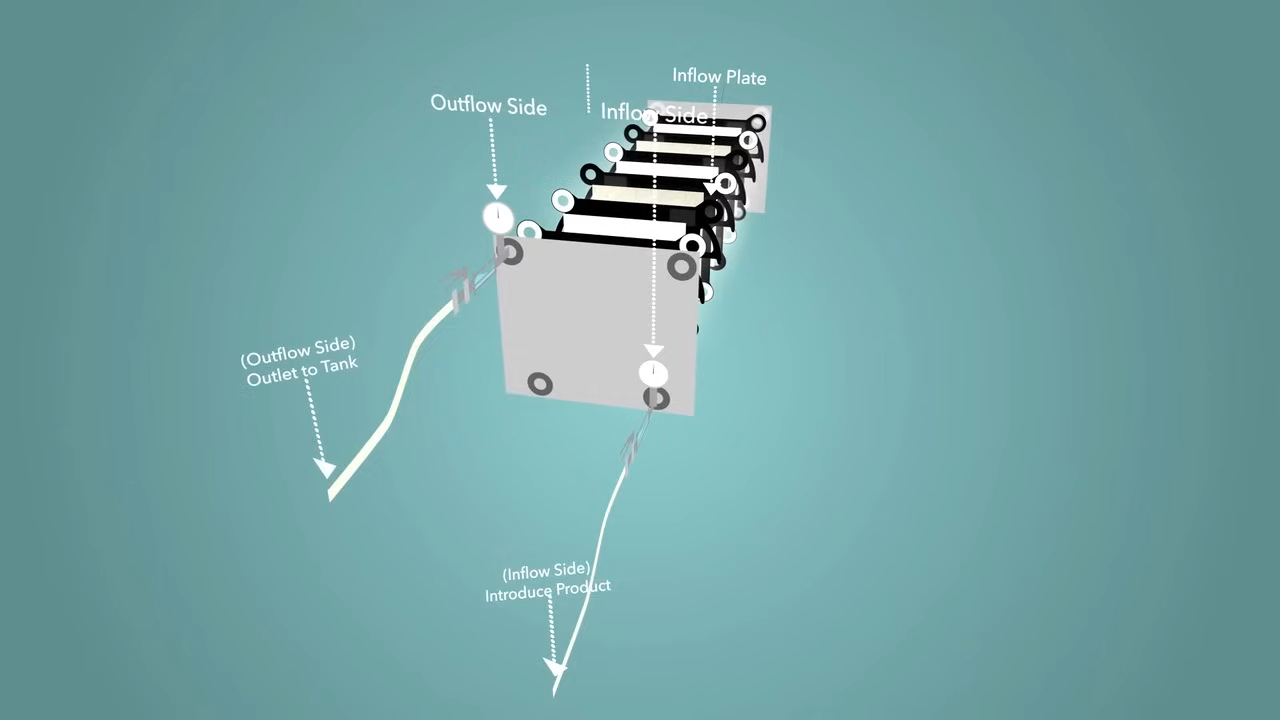 Inflow Plate
Outflow Side
Inflow Side
(Outflow Side)
Outlet to Tank
(Inflow Side)
Introduce Product